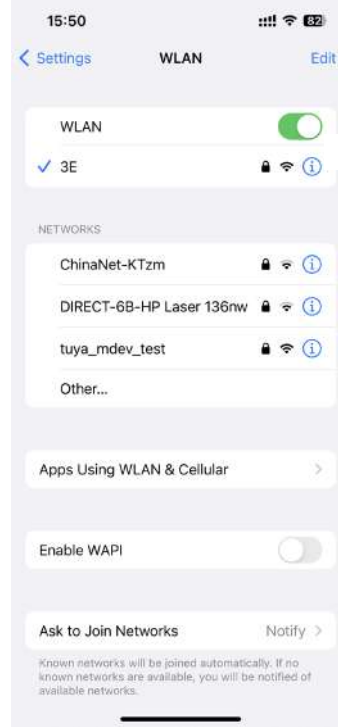 15:50
82
Settings
WLAN
Edit
WLAN
3E
NETWORKS
ChinaNet-KTzm
DIRECT-6B-HP Laser 136nw
tuya_mdev_test
Other...
Apps Using WLAN & Cellular
Enable WAPI
Ask to Join Networks
Notify
Known networks will be joined automatically. If no
known networks are available, you will be notified of
available networks.